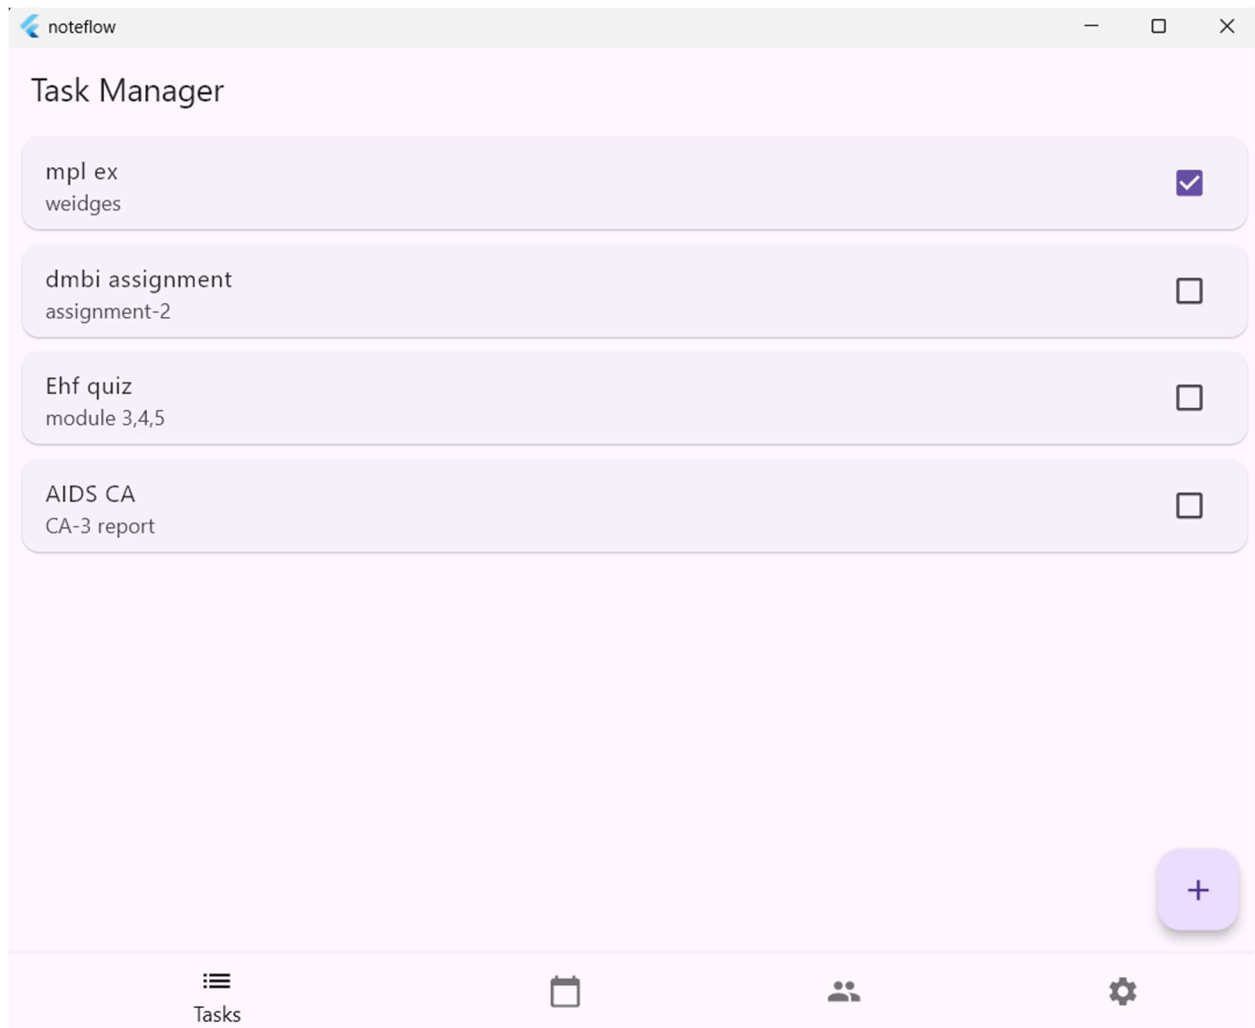 noteflow
Task Manager
mpl ex
weidges
dmbi assignment
assignment-2
Ehf quiz
module 3,4,5
AIDS CA
CA-3 report
Tasks